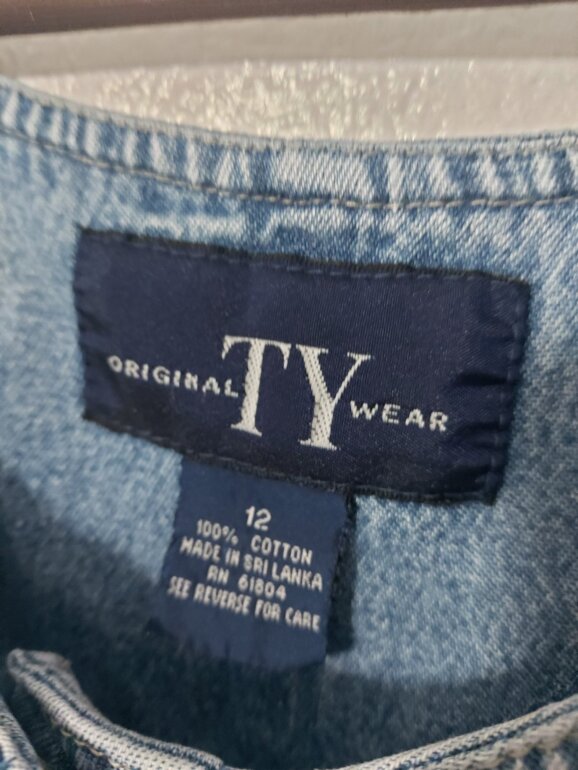 ORIGINAL TY WEAR
12
100% COTTON
MADE IN SRI LANKA
RN 61804
SEE REVERSE FOR CARE